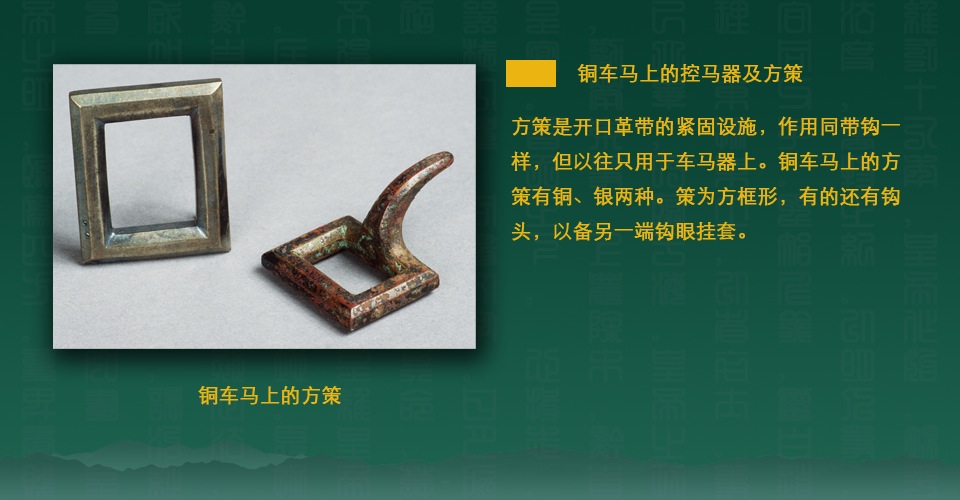 铜车马上的控马器及方策
方策是开口革带的紧固设施，作用同带钩一
样，但以往只用于车马器上。铜车马上的方
策有铜、银两种。策为方框形，有的还有钩
头，以备另一端钩眼挂套。
铜车马上的方策